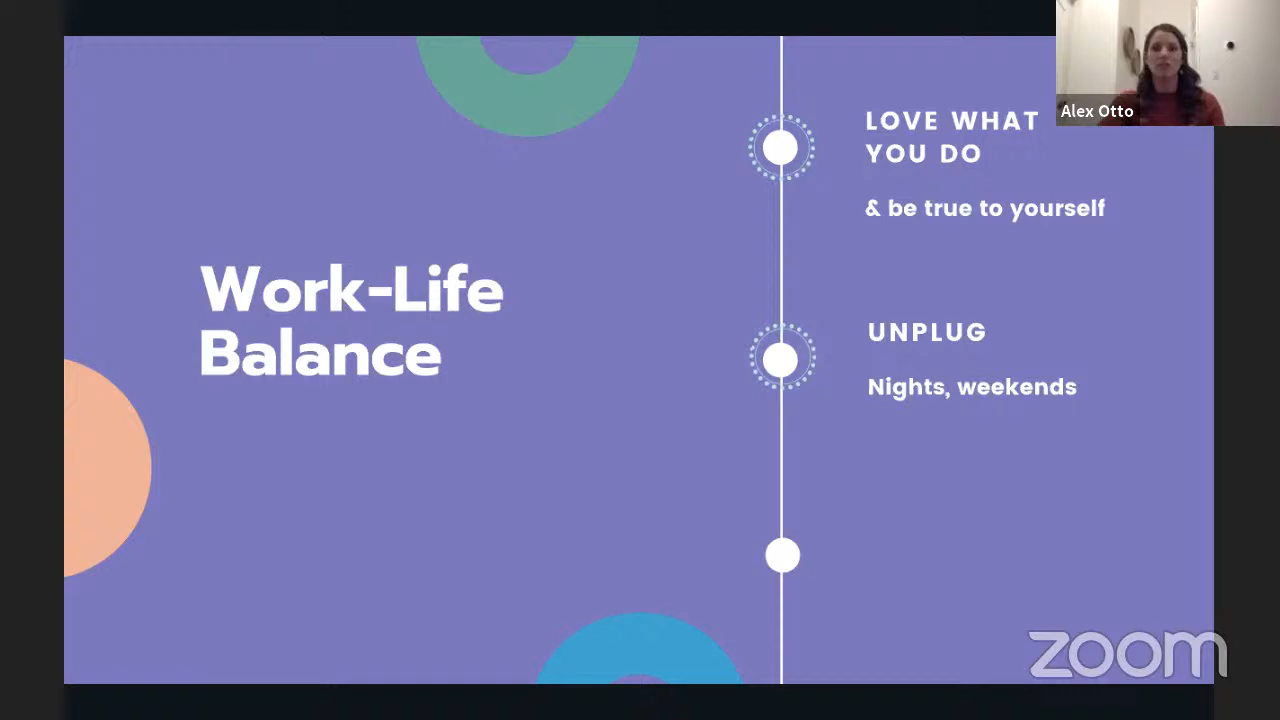 Alex Otto
LOVE WHAT
YOU DO
& be true to yourself
Work-Life
Balance
UNPLUG
Nights, weekends
zoom